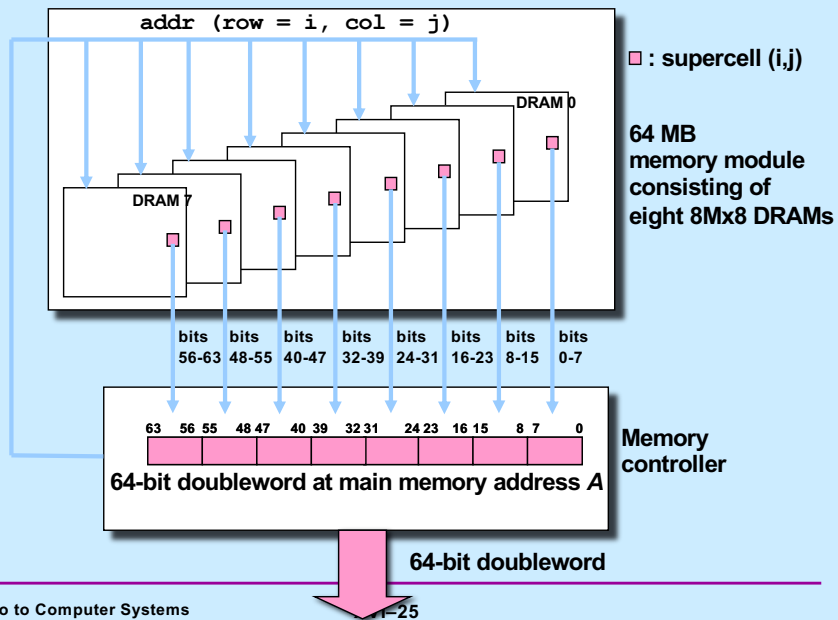 addr (row = i, col = j)
: supercell (i,j)
DRAM 0
64 MB
memory module
consisting of
eight 8Mx8 DRAMs
DRAM 7
bits bits bits bits bits bits bits bits
56-63 48-55 40-47 32-39 24-31 16-23 8-15 0-7
63 56 55 48 47 40 39 32 31 24 23 16 15 8 7 0
Memory
controller
64-bit doubleword at main memory address A
64-bit doubleword
o to Computer Systems
–25